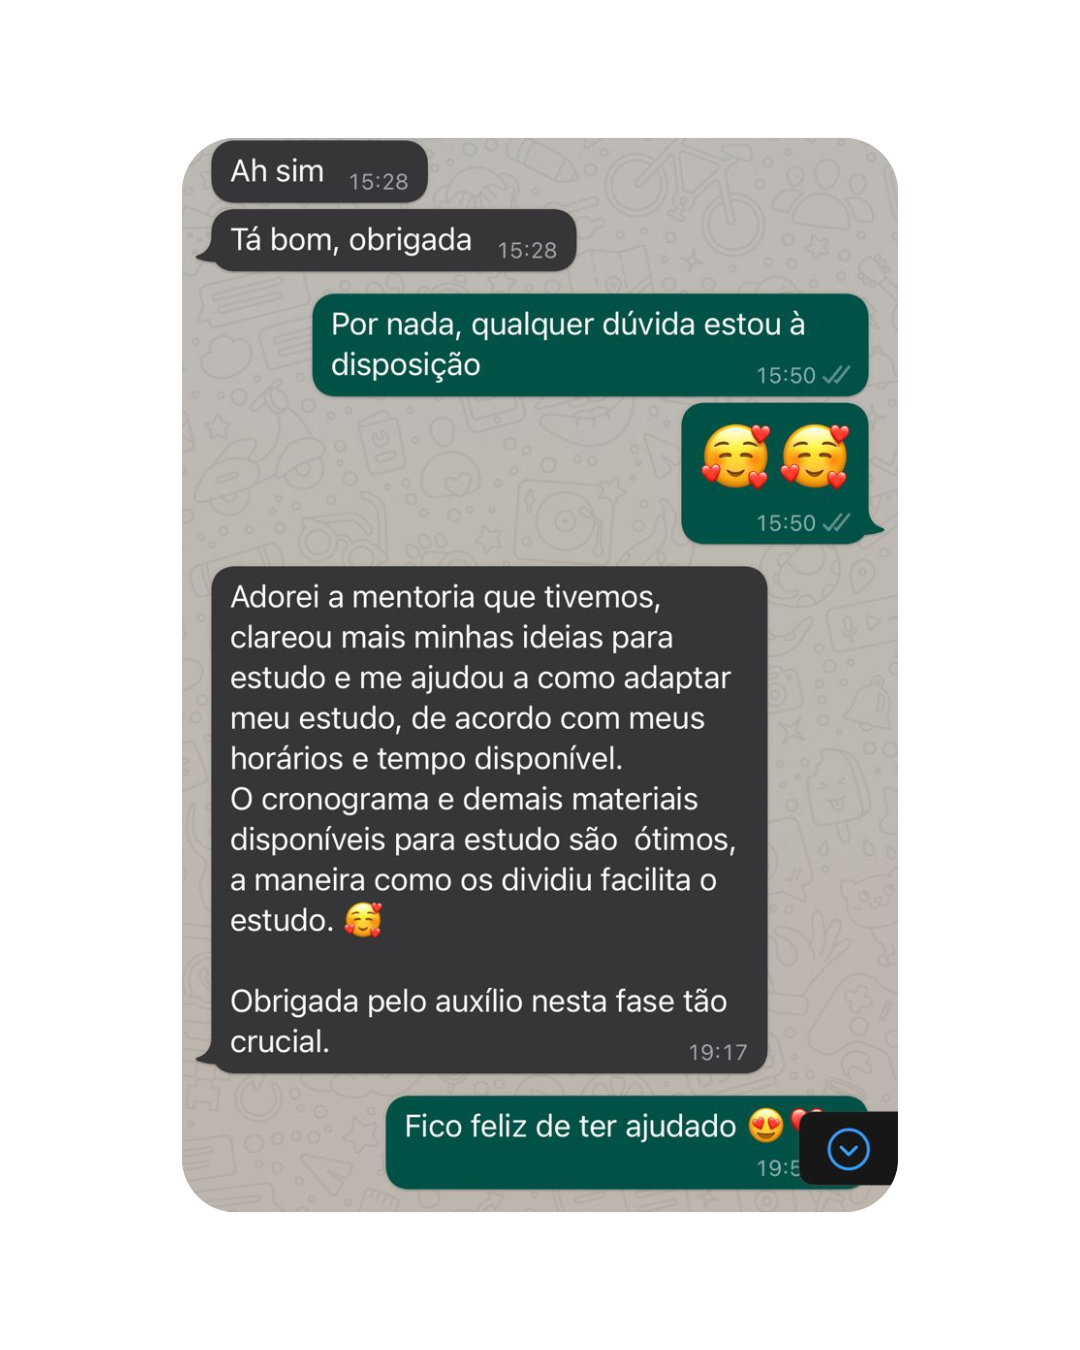 Ah sim 15:28
Tá bom, obrigada 15:28
Por nada, qualquer dúvida estou à
disposição 15:50
🥰🥰
15:50
Adorei a mentoria que tivemos,
clareou mais minhas ideias para
estudo e me ajudou a como adaptar
meu estudo, de acordo com meus
horários e tempo disponível.
O cronograma e demais materiais
disponíveis para estudo são  ótimos,
a maneira como os dividiu facilita o
estudo. 🥰
Obrigada pelo auxílio nesta fase tão
crucial. 19:17
Fico feliz de ter ajudado 😍